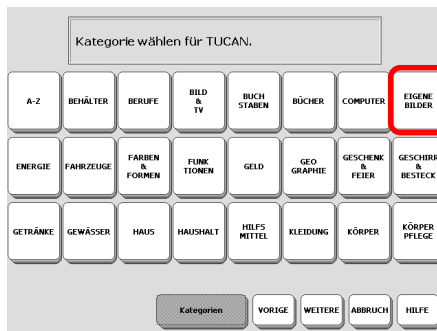 Kategorie wählen für TUCAN.
A-Z
BEHÄLTER
BERUFE
BILD
&
TV
BUCH
STABEN
BÜCHER
COMPUTER
EIGENE
BILDER
ENERGIE
FAHRZEUGE
FARBEN
&
FORMEN
FUNK
TIONEN
GELD
GEO
GRAPHIE
GESCHENK
&
FEIER
GESCHIRR
&
BESTECK
GETRÄNKE
GEWÄSSER
HAUS
HAUSHALT
HILFS
MITTEL
KLEIDUNG
KÖRPER
KÖRPER
PFLEGE
Kategorien
VORIGE
WEITERE
ABBRUCH
HILFE